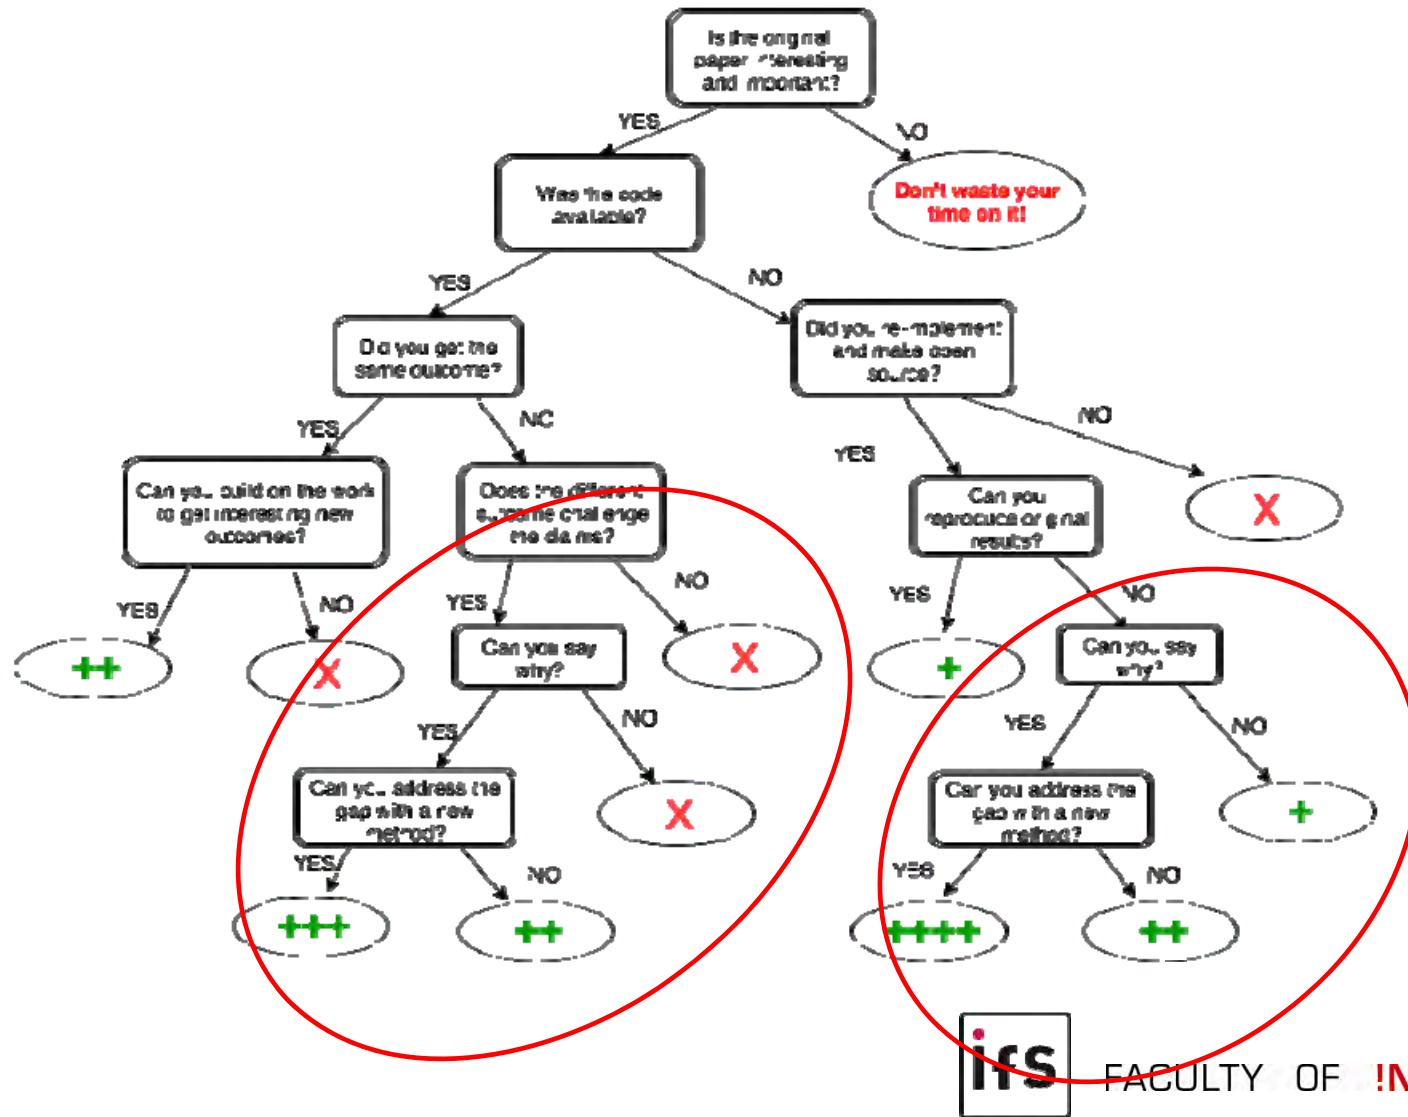 Is the original
paper interesting
and important?
YES
NO
Was the code
available?
Don't waste your
time on it!
YES
NO
Did you get the
same outcome?
Did you re-implement
and make open
source?
YES
NO
YES
NO
Can you build on the work
to get interesting new
outcomes?
Does the different
outcome challenge
the claims?
Can you
reproduce original
results?
X
YES
NO
YES
NO
YES
NO
++
X
Can you say
why?
X
+
Can you say
why?
YES
NO
YES
NO
Can you address the
gap with a new
method?
X
Can you address the
gap with a new
method?
+
YES
NO
YES
NO
+++
++
++++
++
ifs
FACULTY OF !N